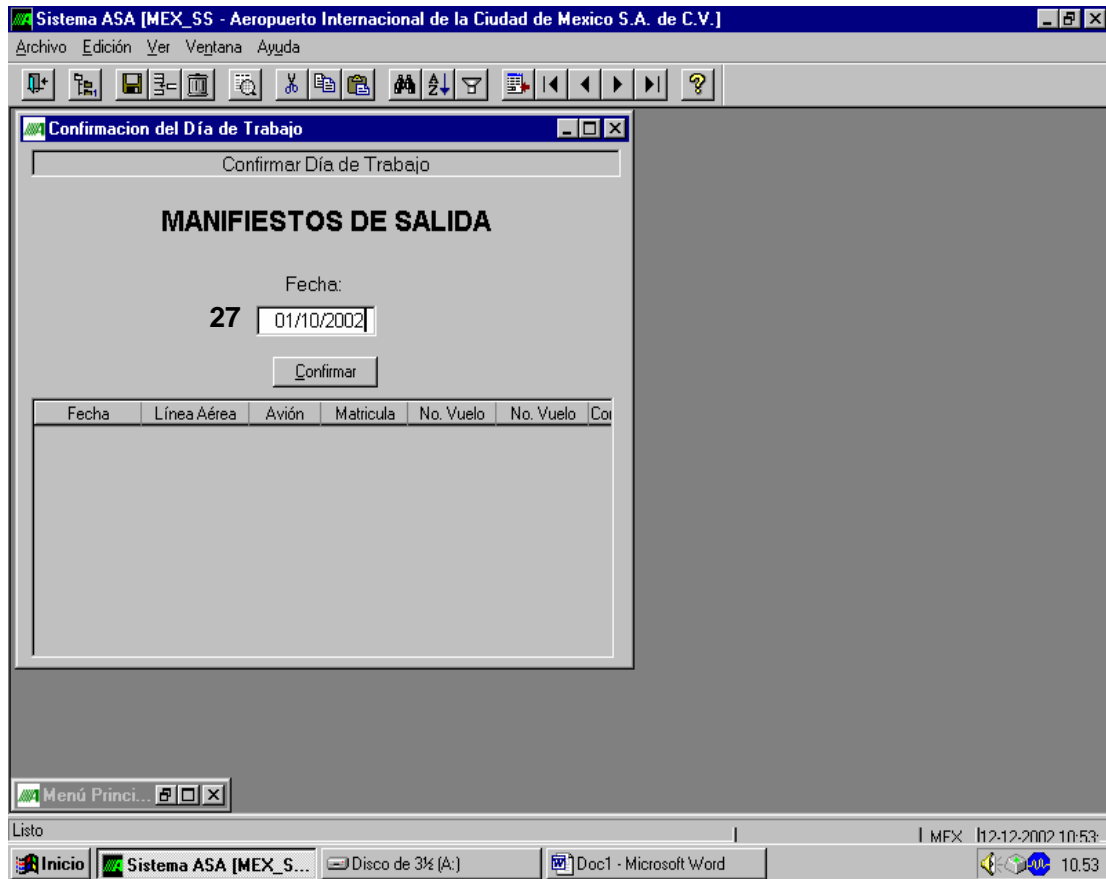 Sistema ASA [MEX_SS - Aeropuerto Internacional de la Ciudad de Mexico S.A. de C.V.]
Archivo Edición Ver Ventana Ayuda
Confirmacion del Día de Trabajo
Confirmar Día de Trabajo
MANIFIESTOS DE SALIDA
Fecha:
27 01/10/2002
Confirmar
Fecha Línea Aérea Avión Matricula No. Vuelo No. Vuelo Cor
Menú Princi...
Listo MEX 12-12-2002 10:53:
Inicio Sistema ASA [MEX_S... Disco de 3½ (A:) Doc1 - Microsoft Word 10.53